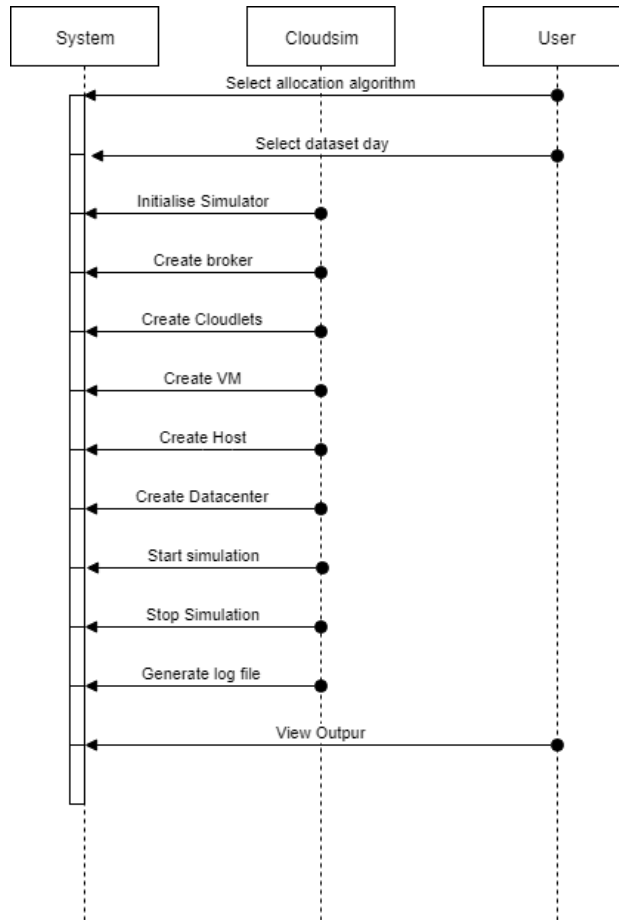 System
Cloudsim
User
Select allocation algorithm
Select dataset day
Initialise Simulator
Create broker
Create Cloudlets
Create VM
Create Host
Create Datacenter
Start simulation
Stop Simulation
Generate log file
View Outpur